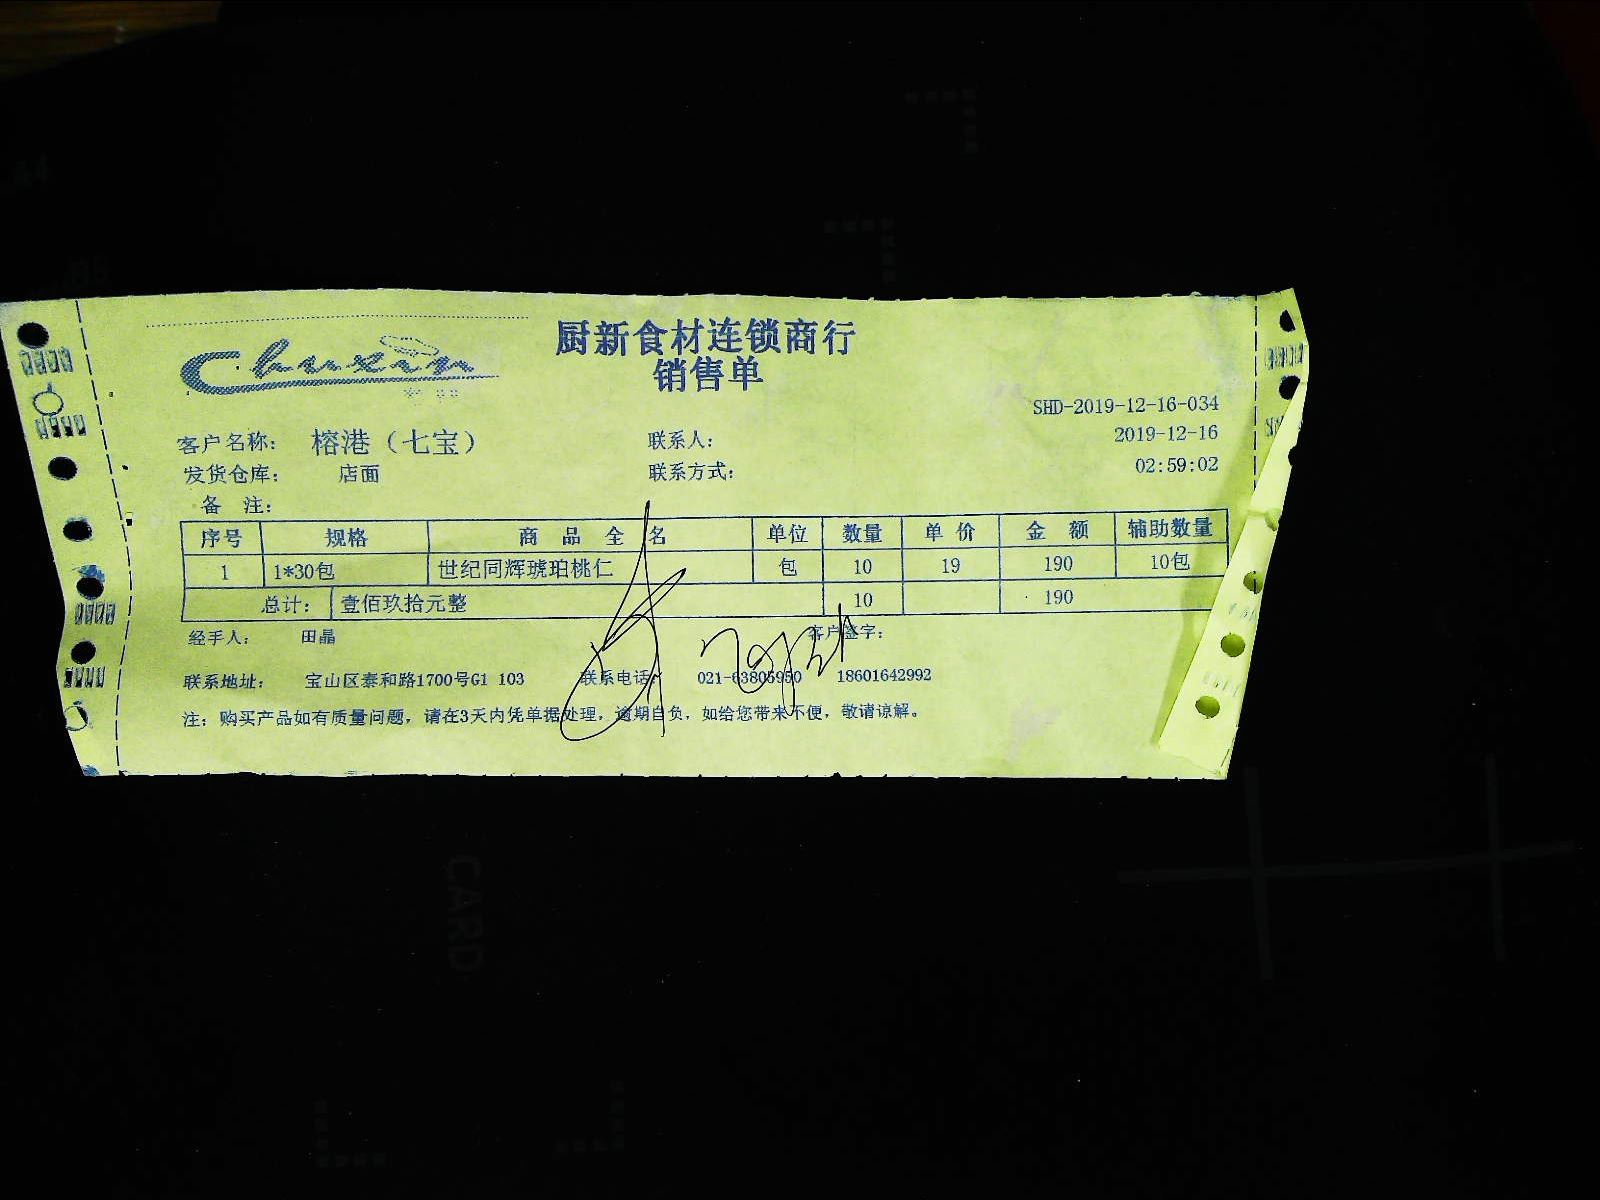 Chuxin
厨新食材连锁商行
销售单
SHD-2019-12-16-034
客户名称： 榕港（七宝） 联系人： 2019-12-16
发货仓库： 店面 联系方式： 02:59:02
备 注：
序号 规格 商 品 全 名 单位 数量 单 价 金 额 辅助数量
1 1*30包 世纪同辉琥珀桃仁 包 10 19 190 10包
总计： 壹佰玖拾元整 10 190
经手人： 田晶 客户签字：
联系地址： 宝山区泰和路1700号G1 103 联系电话： 021-63805950 18601642992
注：购买产品如有质量问题，请在3天内凭单据处理，逾期自负，如给您带来不便，敬请谅解。
CARD